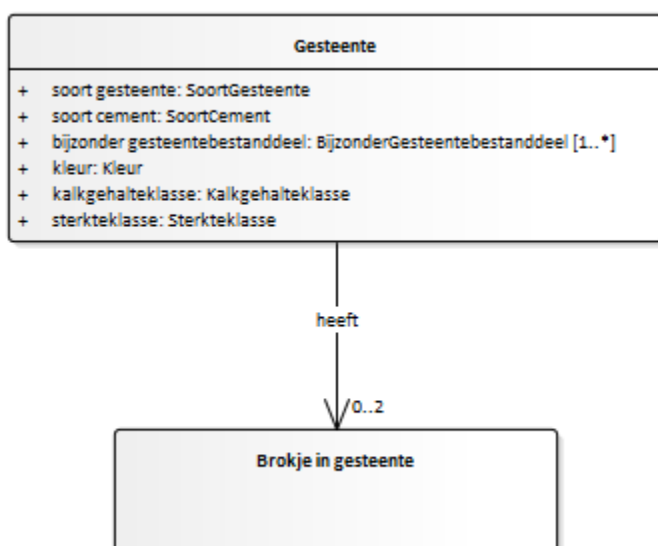 Gesteente
+ soort gesteente: SoortGesteente
+ soort cement: SoortCement
+ bijzonder gesteentebestanddeel: BijzonderGesteentebestanddeel [1..*]
+ kleur: Kleur
+ kalkgehalteklasse: Kalkgehalteklasse
+ sterkteklasse: Sterkteklasse
heeft
0..2
Brokje in gesteente